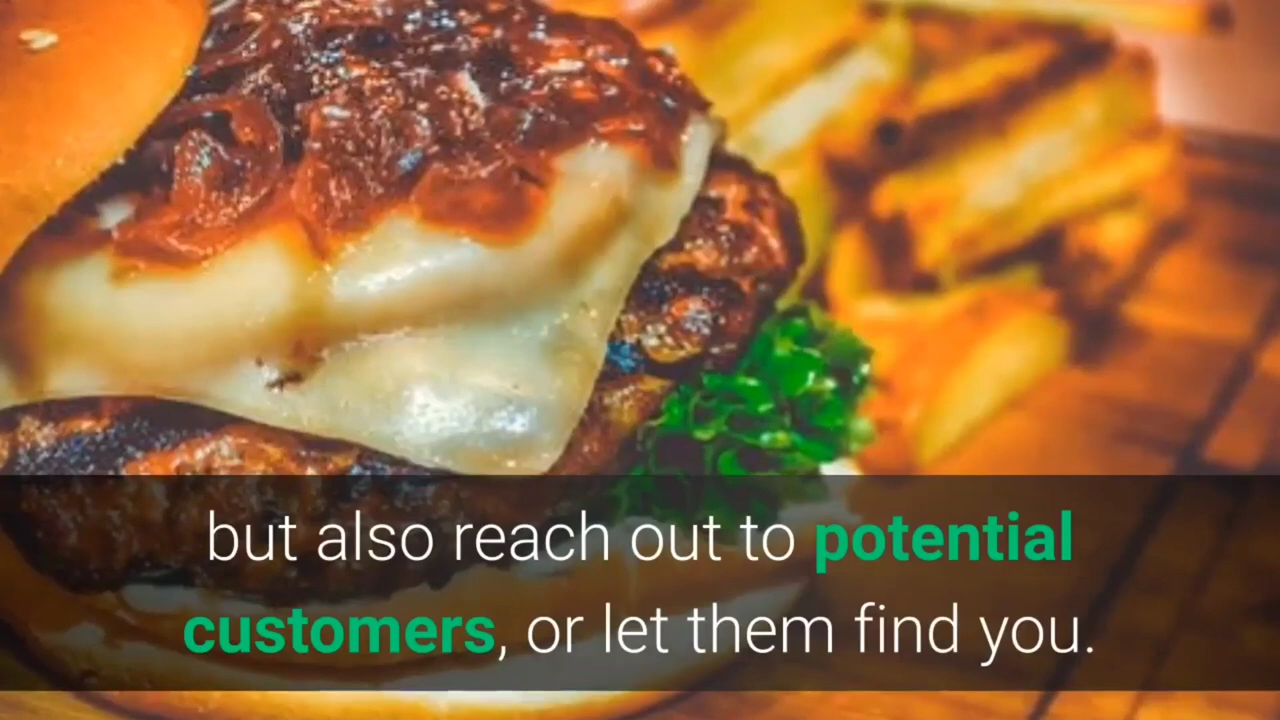 but also reach out to potential
customers, or let them find you.